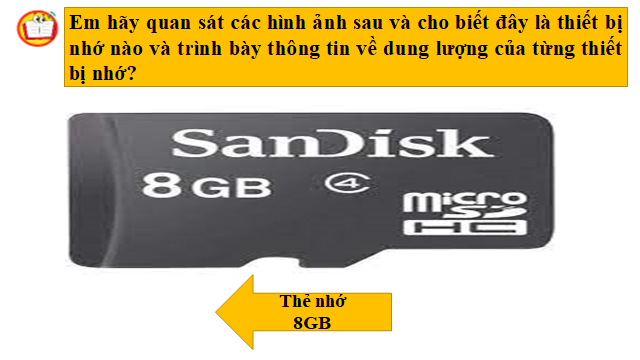 Em hãy quan sát các hình ảnh sau và cho biết đây là thiết bị
nhớ nào và trình bày thông tin về dung lượng của từng thiết
bị nhớ?
SanDisk
8 GB 4
micro
SD
HC
Thẻ nhớ
8GB